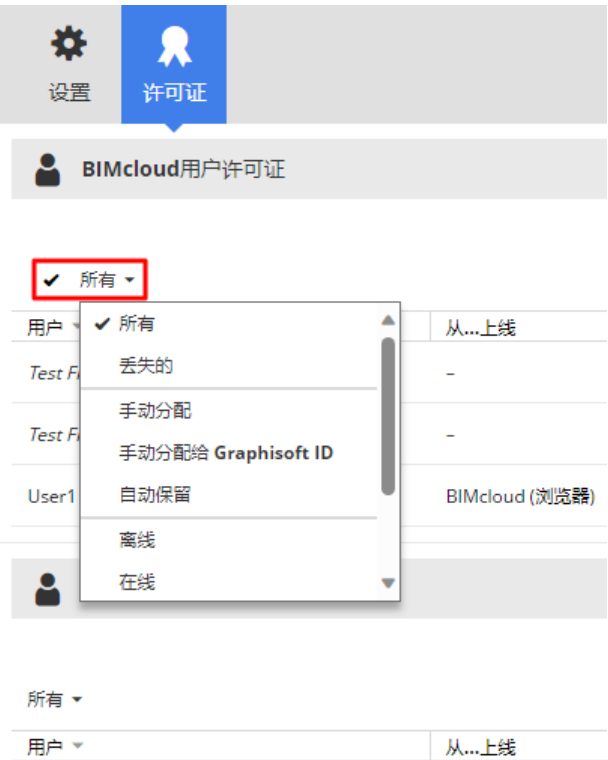 设置
许可证
BIMcloud用户许可证
所有
用户
从...上线
所有
丢失的
手动分配
手动分配给 Graphisoft ID
自动保留
离线
在线
Test Fl
–
Test Fl
–
User1
BIMcloud (浏览器)
所有
用户
从...上线